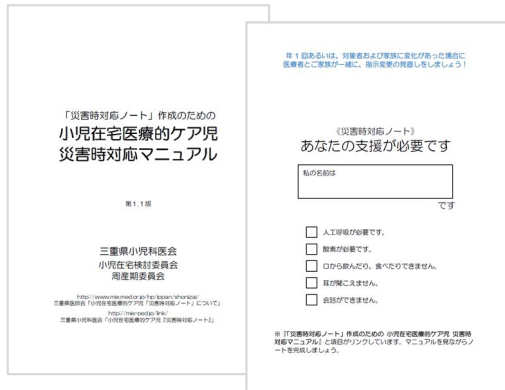 「災害時対応ノート」作成のための
小児在宅医療的ケア児
災害時対応マニュアル
第1.1版
三重県小児科医会
小児在宅検討委員会
周産期委員会
http://www.mie.med.or.jp/hp/ippan/shonizai/
三重県医師会「小児在宅医療的ケア児『災害時対応ノート』について」
http://mie-ped.jp/link/
三重県小児科医会「小児在宅医療的ケア児『災害時対応ノート』」
年1回あるいは、対象者および家族に変化があった場合に
医療者とご家族が一緒に、指示変更の見直しをしましょう！
《災害時対応ノート》
あなたの支援が必要です
私の名前は
です
人工呼吸が必要です。
酸素が必要です。
口から飲んだり、食べたりできません。
耳が聞こえません。
会話ができません。
※『「災害時対応ノート」作成のための 小児在宅医療的ケア児 災害時
対応マニュアル』と項目がリンクしています。マニュアルを見ながらノ
ートを完成しましょう。